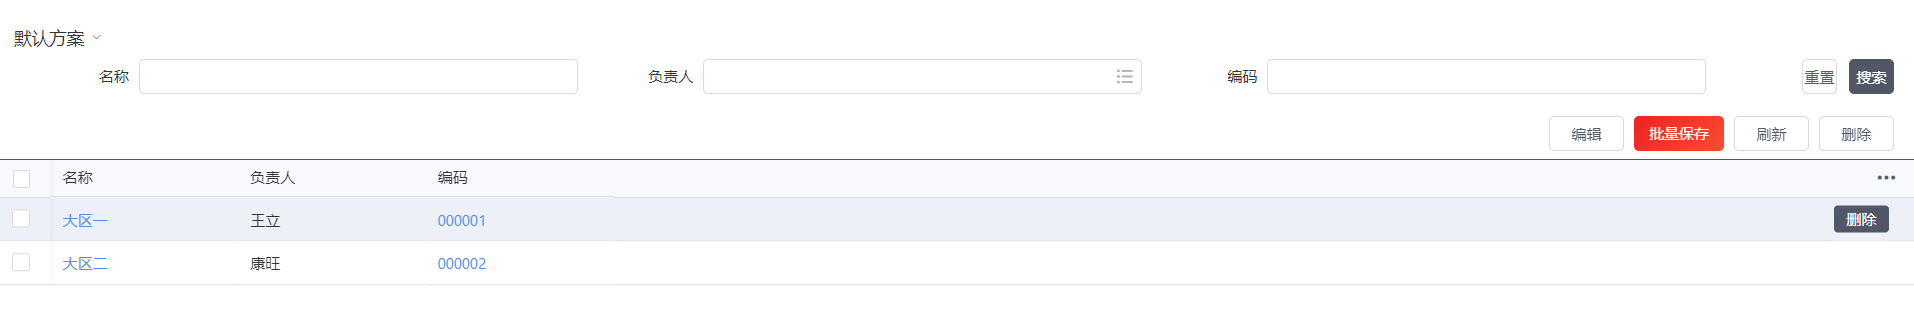 默认方案
名称 负责人 编码 重置 搜索
编辑 批量保存 刷新 删除
名称 负责人 编码
大区一 王立 000001 删除
大区二 康旺 000002